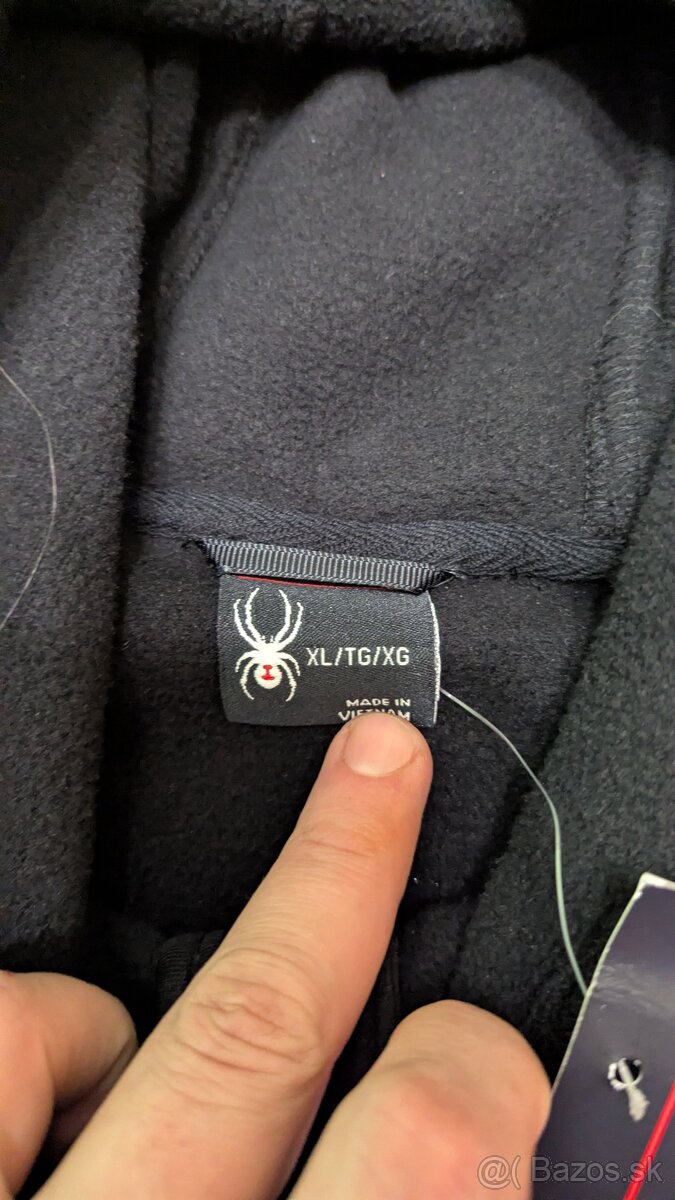 XL/TG/XG
MADE IN
VIETNAM
@( Bazos.sk